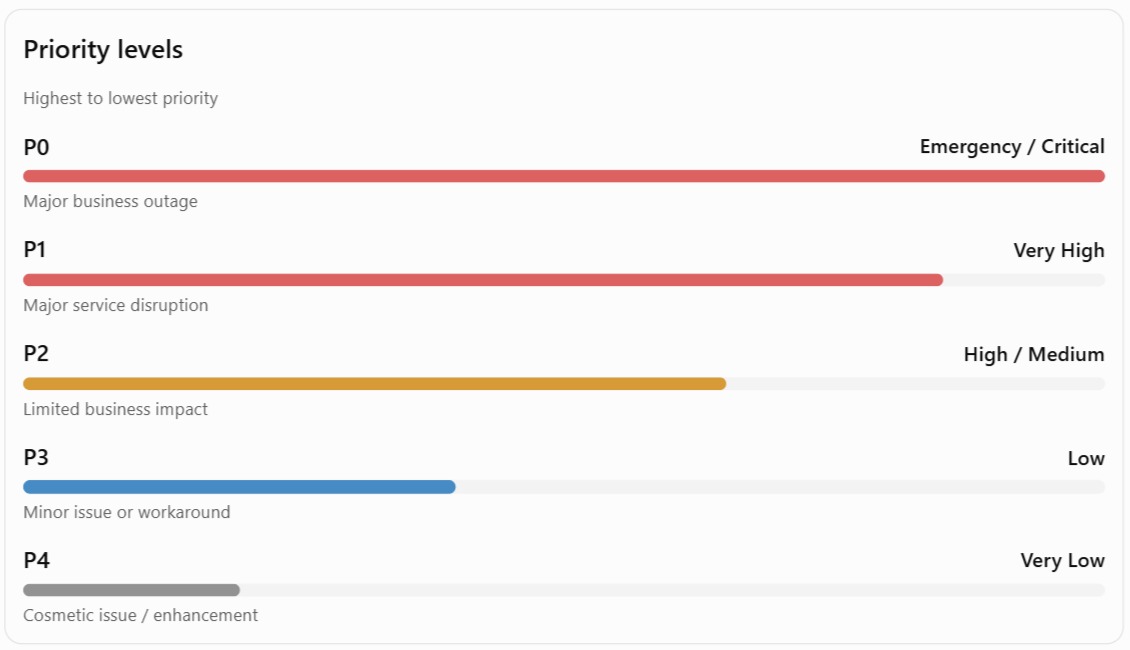 Priority levels
Highest to lowest priority
P0 Emergency / Critical
Major business outage
P1 Very High
Major service disruption
P2 High / Medium
Limited business impact
P3 Low
Minor issue or workaround
P4 Very Low
Cosmetic issue / enhancement